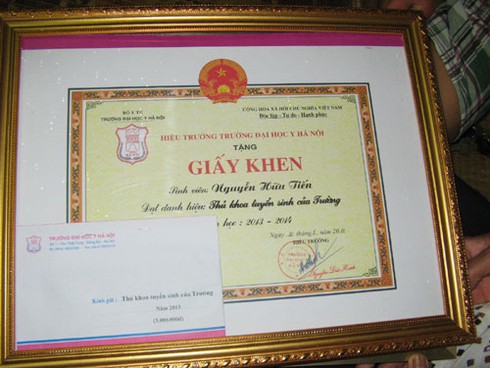 BỘ Y TẾ
TRƯỜNG ĐẠI HỌC Y HÀ NỘI
CỘNG HÒA XÃ HỘI CHỦ NGHĨA VIỆT NAM
Độc lập - Tự do - Hạnh phúc
HIỆU TRƯỞNG TRƯỜNG ĐẠI HỌC Y HÀ NỘI
TẶNG
GIẤY KHEN
Sinh viên: Nguyễn Hữu Tiến
Đạt danh hiệu: Thủ khoa tuyển sinh của Trường
học: 2013 - 2014
HIỆU TRƯỞNG
TRƯỜNG ĐẠI HỌC Y HÀ NỘI
Kính gửi: Thủ khoa tuyển sinh của Trường
Năm 2013